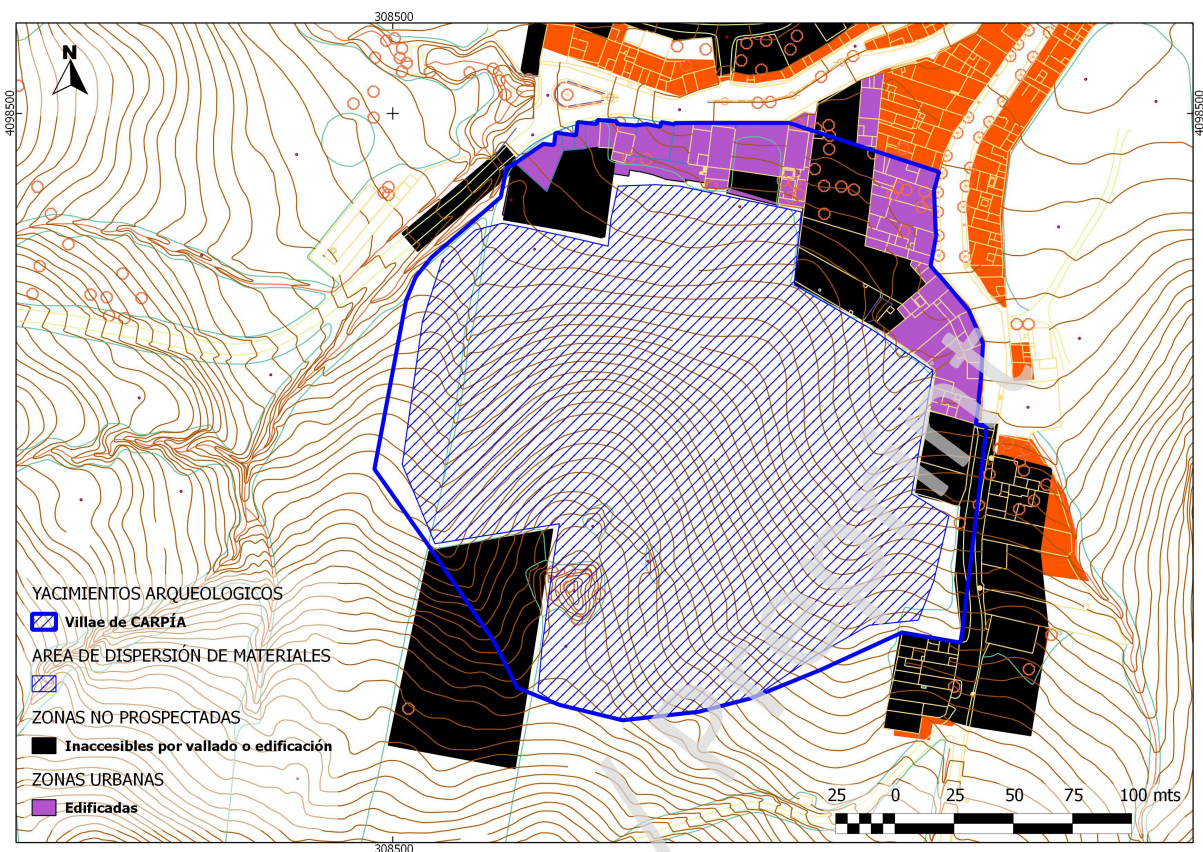 308500
N
4098500
4098500
YACIMIENTOS ARQUEOLOGICOS
Villae de CARPÍA
AREA DE DISPERSIÓN DE MATERIALES
ZONAS NO PROSPECTADAS
Inaccesibles por vallado o edificación
ZONAS URBANAS
Edificadas
25 0 25 50 75 100 mts
308500